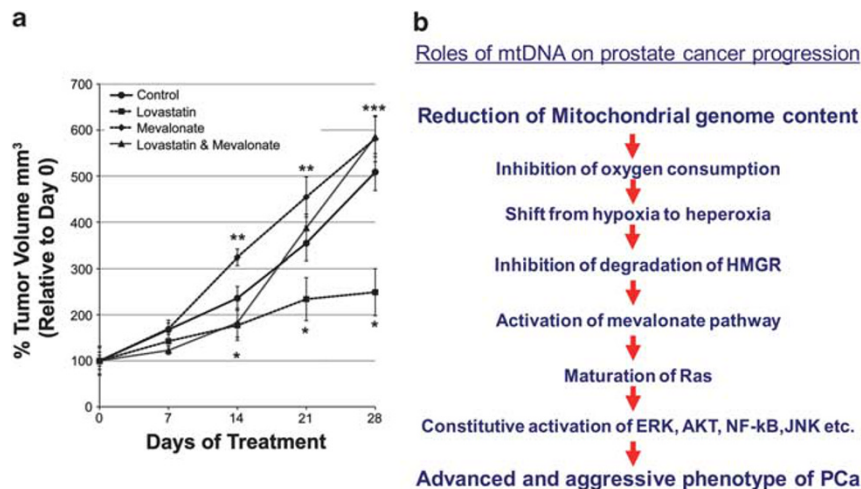 a
700
600
500
400
300
200
100
0
% Tumor Volume mm³
(Relative to Day 0)
Control
Lovastatin
Mevalonate
Lovastatin & Mevalonate
**
**
***
*
*
*
0 7 14 21 28
Days of Treatment
b
Roles of mtDNA on prostate cancer progression
Reduction of Mitochondrial genome content
Inhibition of oxygen consumption
Shift from hypoxia to heperoxia
Inhibition of degradation of HMGR
Activation of mevalonate pathway
Maturation of Ras
Constitutive activation of ERK, AKT, NF-kB,JNK etc.
Advanced and aggressive phenotype of PCa